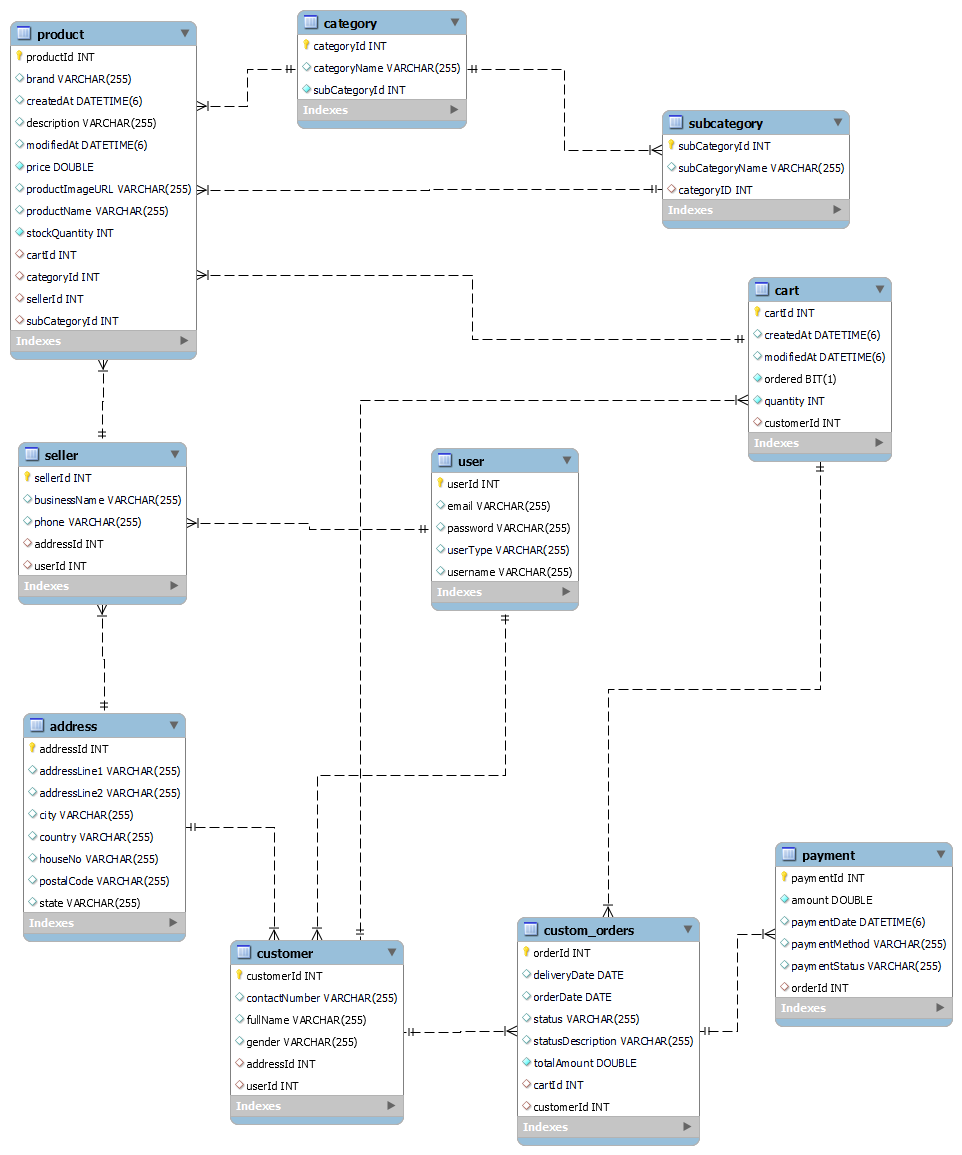 product
productId INT
brand VARCHAR(255)
createdAt DATETIME(6)
description VARCHAR(255)
modifiedAt DATETIME(6)
price DOUBLE
productImageURL VARCHAR(255)
productName VARCHAR(255)
stockQuantity INT
cartId INT
categoryId INT
sellerId INT
subCategoryId INT
Indexes
category
categoryId INT
categoryName VARCHAR(255)
subCategoryId INT
Indexes
subcategory
subCategoryId INT
subCategoryName VARCHAR(255)
categoryID INT
Indexes
cart
cartId INT
createdAt DATETIME(6)
modifiedAt DATETIME(6)
ordered BIT(1)
quantity INT
customerId INT
Indexes
seller
sellerId INT
businessName VARCHAR(255)
phone VARCHAR(255)
addressId INT
userId INT
Indexes
user
userId INT
email VARCHAR(255)
password VARCHAR(255)
userType VARCHAR(255)
username VARCHAR(255)
Indexes
address
addressId INT
addressLine1 VARCHAR(255)
addressLine2 VARCHAR(255)
city VARCHAR(255)
country VARCHAR(255)
houseNo VARCHAR(255)
postalCode VARCHAR(255)
state VARCHAR(255)
Indexes
customer
customerId INT
contactNumber VARCHAR(255)
fullName VARCHAR(255)
gender VARCHAR(255)
addressId INT
userId INT
Indexes
custom_orders
orderId INT
deliveryDate DATE
orderDate DATE
status VARCHAR(255)
statusDescription VARCHAR(255)
totalAmount DOUBLE
cartId INT
customerId INT
Indexes
payment
paymentId INT
amount DOUBLE
paymentDate DATETIME(6)
paymentMethod VARCHAR(255)
paymentStatus VARCHAR(255)
orderId INT
Indexes